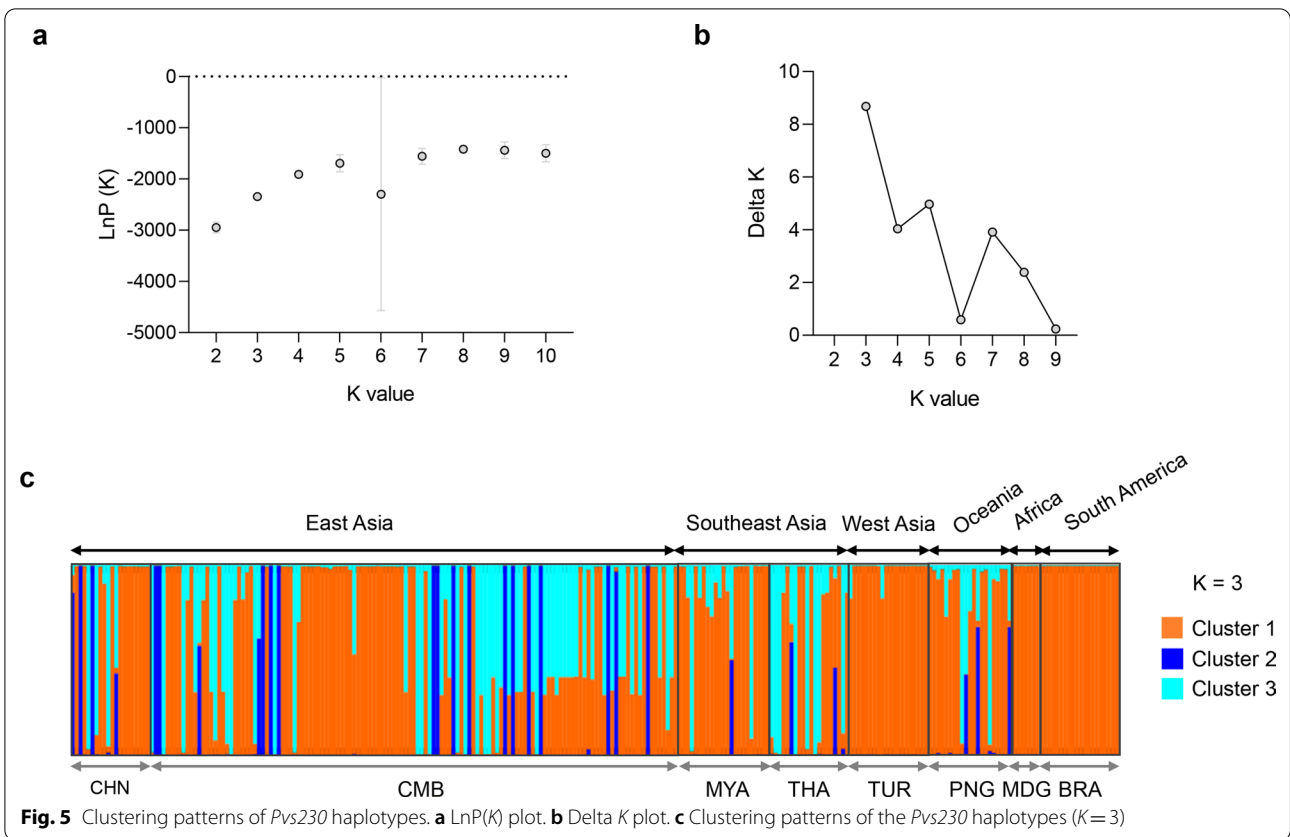 a
0
-1000
-2000
-3000
-4000
-5000
LnP (K)
2 3 4 5 6 7 8 9 10
K value
b
10
8
6
4
2
0
Delta K
2 3 4 5 6 7 8 9
K value
c
East Asia Southeast Asia West Asia Oceania Africa South America
K = 3
Cluster 1
Cluster 2
Cluster 3
CHN CMB MYA THA TUR PNG MDG BRA
Fig. 5 Clustering patterns of Pvs230 haplotypes. a LnP(K) plot. b Delta K plot. c Clustering patterns of the Pvs230 haplotypes (K = 3)